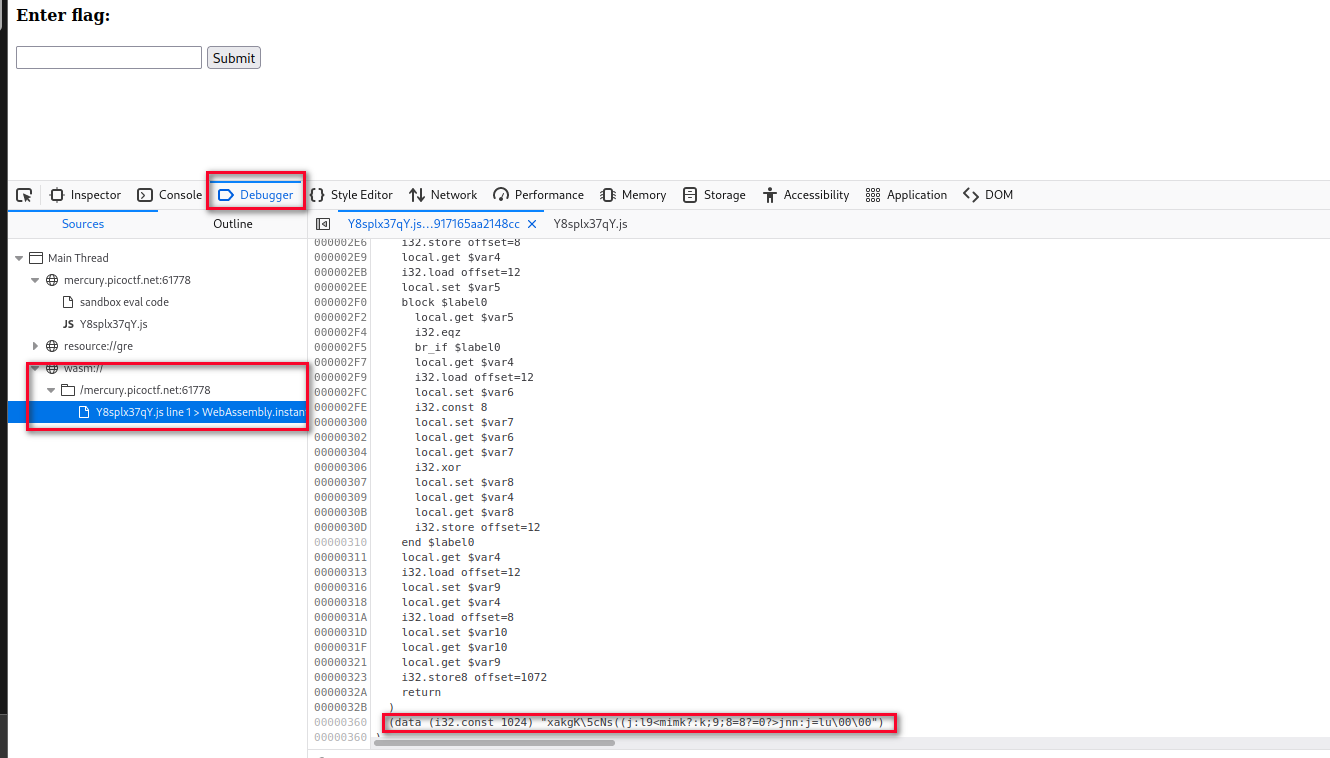 Enter flag:
Submit
Inspector Console Debugger Style Editor Network Performance Memory Storage Accessibility Application DOM
Sources Outline Y8splx37qY.js…917165aa2148cc Y8splx37qY.js
Main Thread
mercury.picoctf.net:61778
sandbox eval code
JS Y8splx37qY.js
resource://gre
wasm://
/mercury.picoctf.net:61778
Y8splx37qY.js line 1 > WebAssembly.instan
000002E6 i32.store offset=8
000002E9 local.get $var4
000002EB i32.load offset=12
000002EE local.set $var5
000002F0 block $label0
000002F2 local.get $var5
000002F4 i32.eqz
000002F5 br_if $label0
000002F7 local.get $var4
000002F9 i32.load offset=12
000002FC local.set $var6
000002FE i32.const 8
00000300 local.set $var7
00000302 local.get $var6
00000304 local.get $var7
00000306 i32.xor
00000307 local.set $var8
00000309 local.get $var4
0000030B local.get $var8
0000030D i32.store offset=12
00000310 end $label0
00000311 local.get $var4
00000313 i32.load offset=12
00000316 local.set $var9
00000318 local.get $var4
0000031A i32.load offset=8
0000031D local.set $var10
0000031F local.get $var10
00000321 local.get $var9
00000323 i32.store8 offset=1072
0000032A return
0000032B )
00000360 (data (i32.const 1024) "xakgK\5cNs((j:l9<mimk?:k;9;8=8?=0?>jnn:j=lu\00\00")
00000360